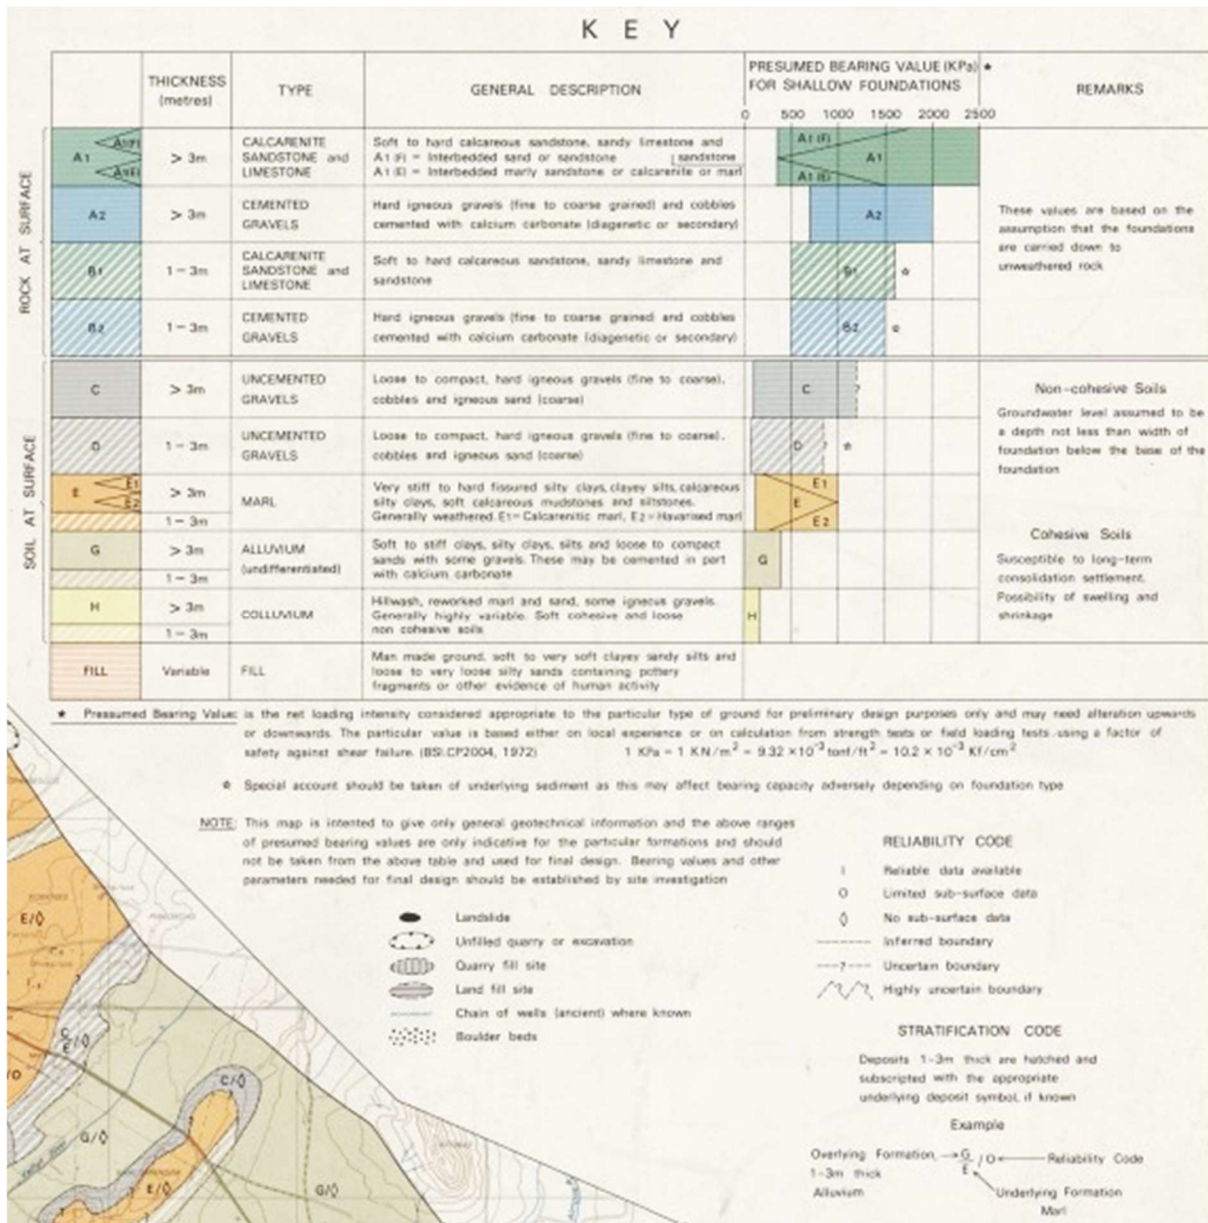 KEY
THICKNESS
(metres)
TYPE
GENERAL DESCRIPTION
PRESUMED BEARING VALUE (KPa) ★
FOR SHALLOW FOUNDATIONS
0 500 1000 1500 2000 2500
REMARKS
ROCK AT SURFACE
A1
A1(F)
A1(E)
> 3m
CALCARENITE
SANDSTONE and
LIMESTONE
Soft to hard calcareous sandstone, sandy limestone and
A1 (F) = Interbedded sand or sandstone [sandstone
A1 (E) = Interbedded marly sandstone or calcarenite or marl
A1 (F)
A1
A1 (E)
A2
> 3m
CEMENTED
GRAVELS
Hard igneous gravels (fine to coarse grained) and cobbles
cemented with calcium carbonate (diagenetic or secondary)
A2
B1
1 – 3m
CALCARENITE
SANDSTONE and
LIMESTONE
Soft to hard calcareous sandstone, sandy limestone and
sandstone
B1 ☆
B2
1 – 3m
CEMENTED
GRAVELS
Hard igneous gravels (fine to coarse grained) and cobbles
cemented with calcium carbonate (diagenetic or secondary)
B2 ☆
These values are based on the
assumption that the foundations
are carried down to
unweathered rock
SOIL AT SURFACE
C
> 3m
UNCEMENTED
GRAVELS
Loose to compact, hard igneous gravels (fine to coarse),
cobbles and igneous sand (coarse)
C ?
D
1 – 3m
UNCEMENTED
GRAVELS
Loose to compact, hard igneous gravels (fine to coarse),
cobbles and igneous sand (coarse)
D ? ☆
E
E1
E2
> 3m
1 – 3m
MARL
Very stiff to hard fissured silty clays, clayey silts, calcareous
silty clays, soft calcareous mudstones and siltstones.
Generally weathered. E1= Calcarenitic marl, E2= Havarised marl
E1
E
E2
G
> 3m
1 – 3m
ALLUVIUM
(undifferentiated)
Soft to stiff clays, silty clays, silts and loose to compact
sands with some gravels. These may be cemented in part
with calcium carbonate
G
H
> 3m
1 – 3m
COLLUVIUM
Hillwash, reworked marl and sand, some igneous gravels.
Generally highly variable. Soft cohesive and loose
non cohesive soils
H
FILL
Variable
FILL
Man made ground, soft to very soft clayey sandy silts and
loose to very loose silty sands containing pottery
fragments or other evidence of human activity
Non-cohesive Soils
Groundwater level assumed to be
a depth not less than width of
foundation below the base of the
foundation
Cohesive Soils
Susceptible to long-term
consolidation settlement.
Possibility of swelling and
shrinkage
★ Pressumed Bearing Value: is the net loading intensity considered appropriate to the particular type of ground for preliminary design purposes only and may need alteration upwards
or downwards. The particular value is based either on local experience or on calculation from strength tests or field loading tests using a factor of
safety against shear failure. (BSI.CP2004, 1972) 1 KPa = 1 KN/m² = 9.32 ×10⁻³ tonf/ft² = 10.2 × 10⁻³ Kf/cm²
☆ Special account should be taken of underlying sediment as this may affect bearing capacity adversely depending on foundation type
NOTE: This map is intented to give only general geotechnical information and the above ranges
of presumed bearing values are only indicative for the particular formations and should
not be taken from the above table and used for final design. Bearing values and other
parameters needed for final design should be established by site investigation
Landslide
Unfilled quarry or excavation
Quarry fill site
Land fill site
Chain of wells (ancient) where known
Boulder beds
RELIABILITY CODE
I Reliable data available
O Limited sub-surface data
◊ No sub-surface data
Inferred boundary
---?--- Uncertain boundary
Highly uncertain boundary
STRATIFICATION CODE
Deposits 1-3m thick are hatched and
subscripted with the appropriate
underlying deposit symbol, if known
Example
Overlying Formation, → G/E / O ← Reliability Code
1-3m thick
Alluvium
Underlying Formation
Marl
E/◊
C/E/◊
/O
C/◊
G/◊
E/◊
G/◊